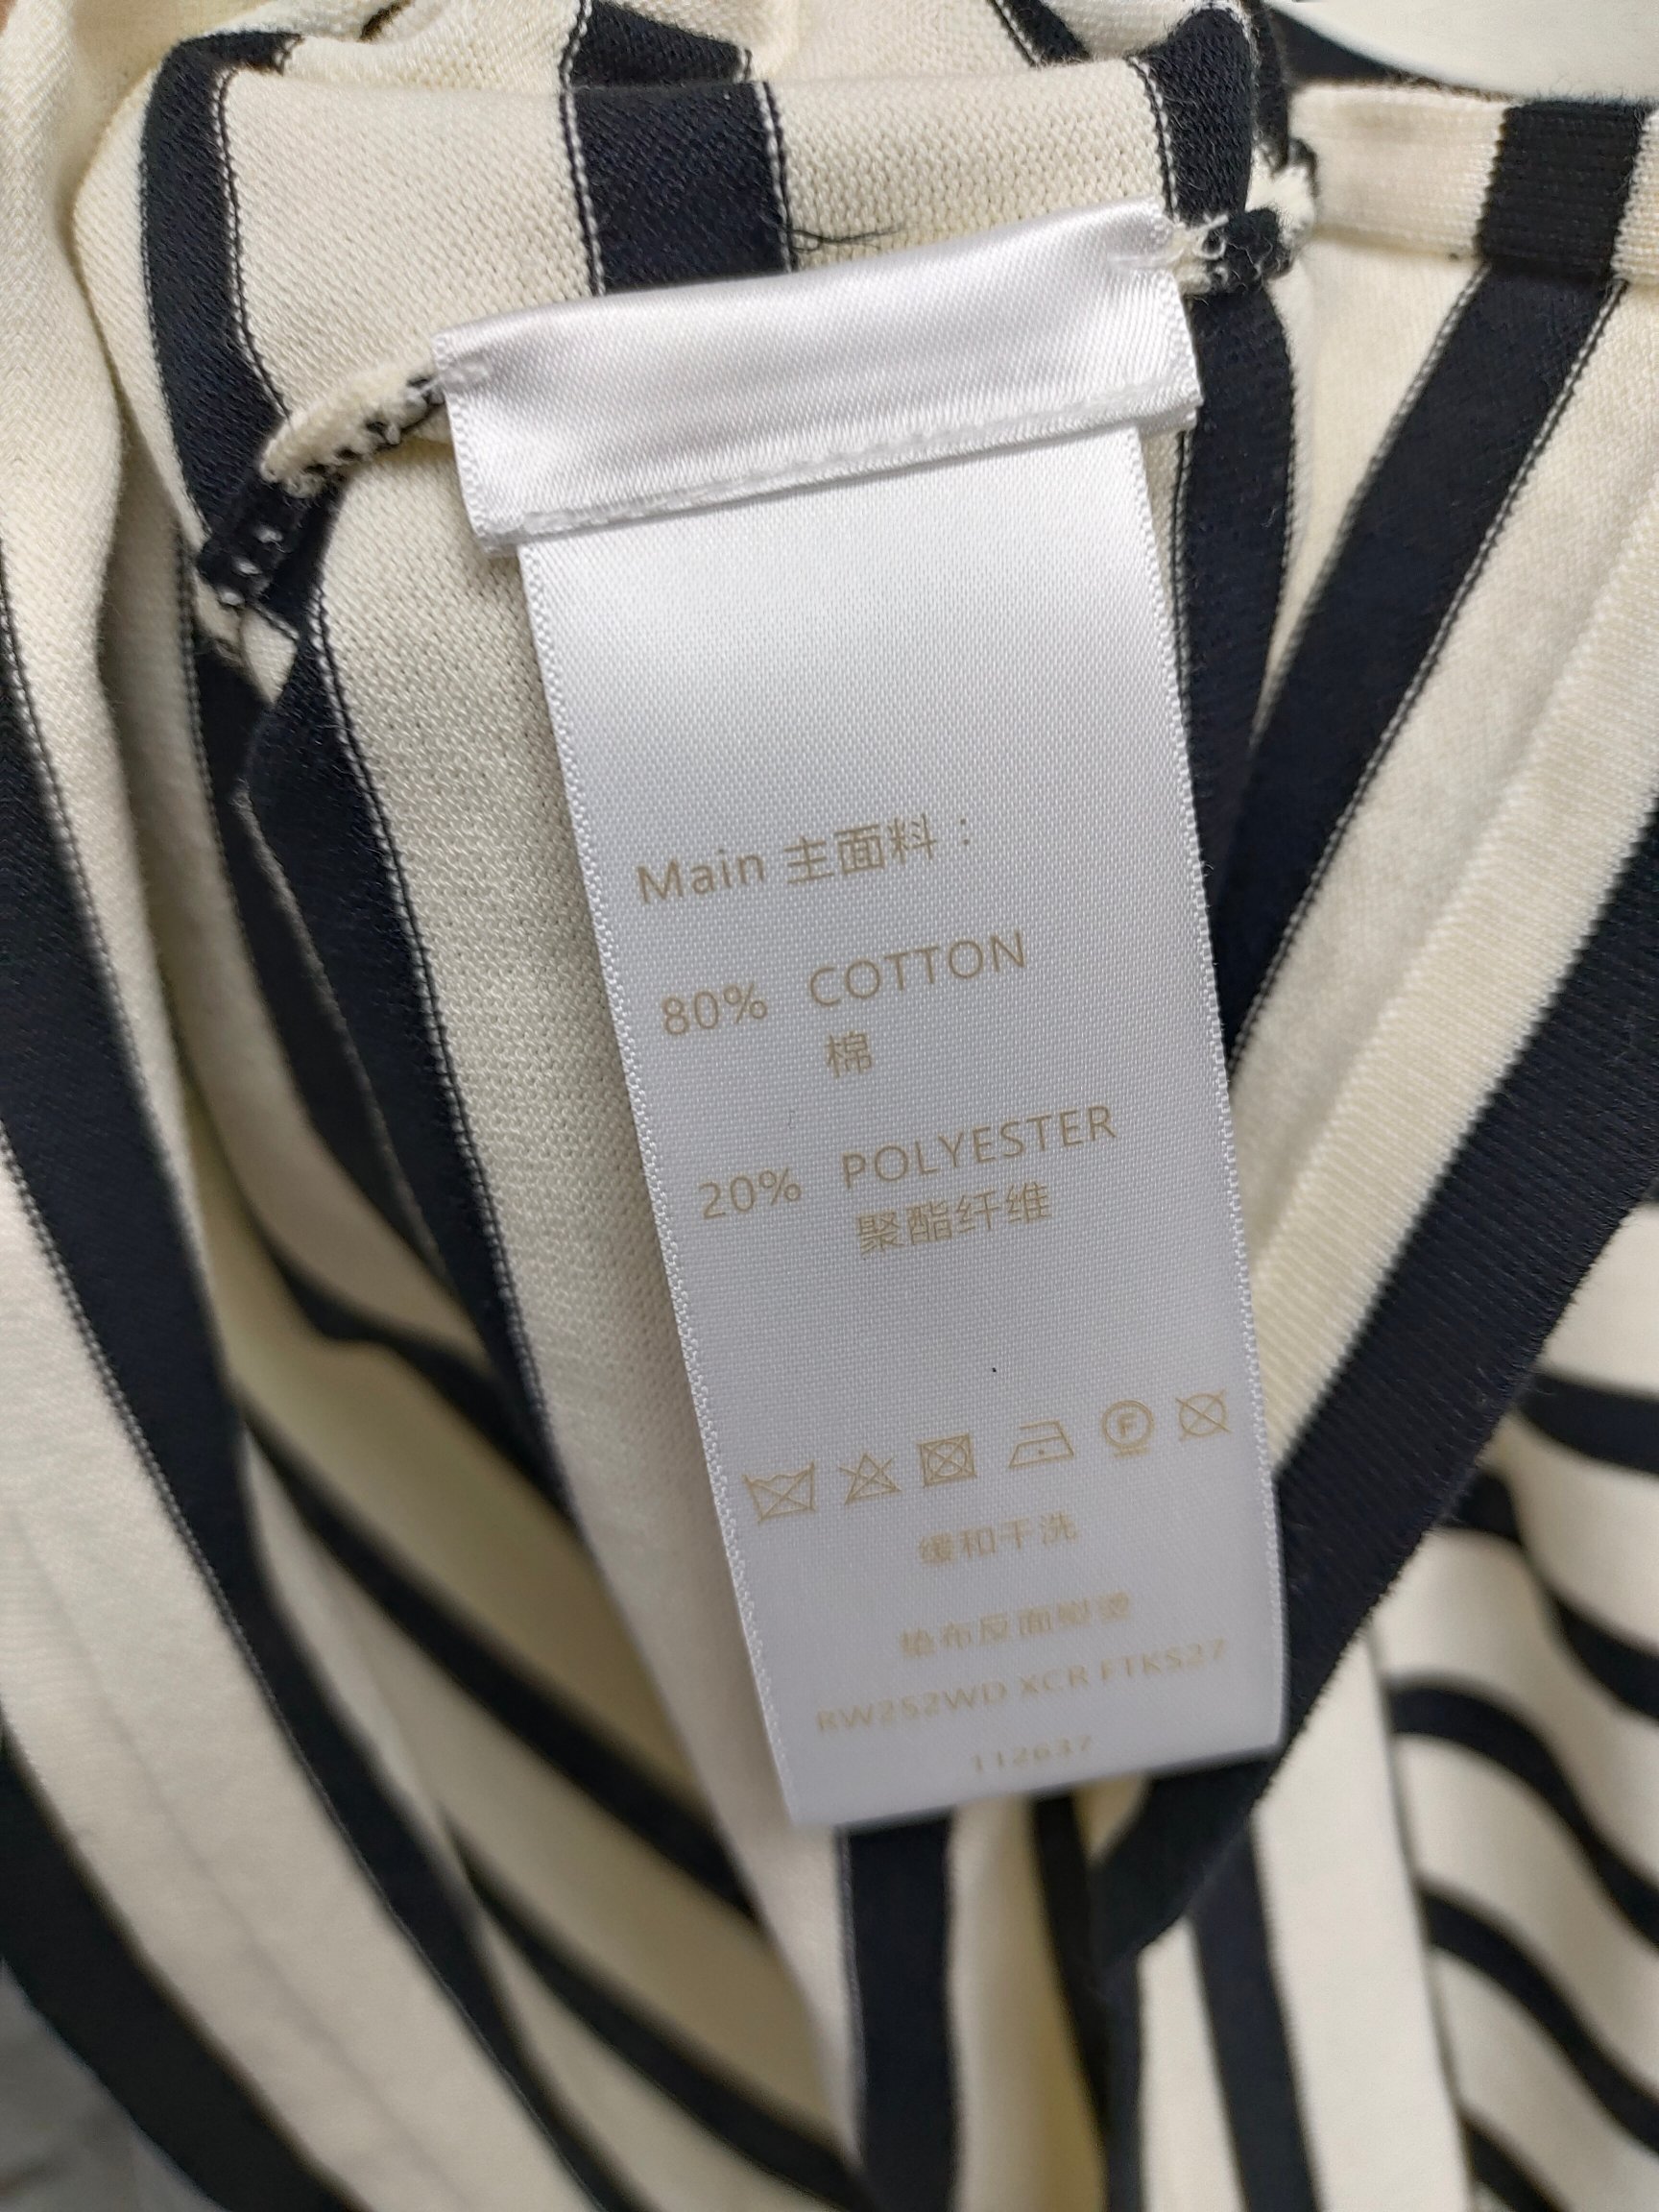 Main 主面料：
80% COTTON
棉
20% POLYESTER
聚酯纤维
F
缓和干洗
垫布反面熨烫
RW252WD XCR FTKS27
112637